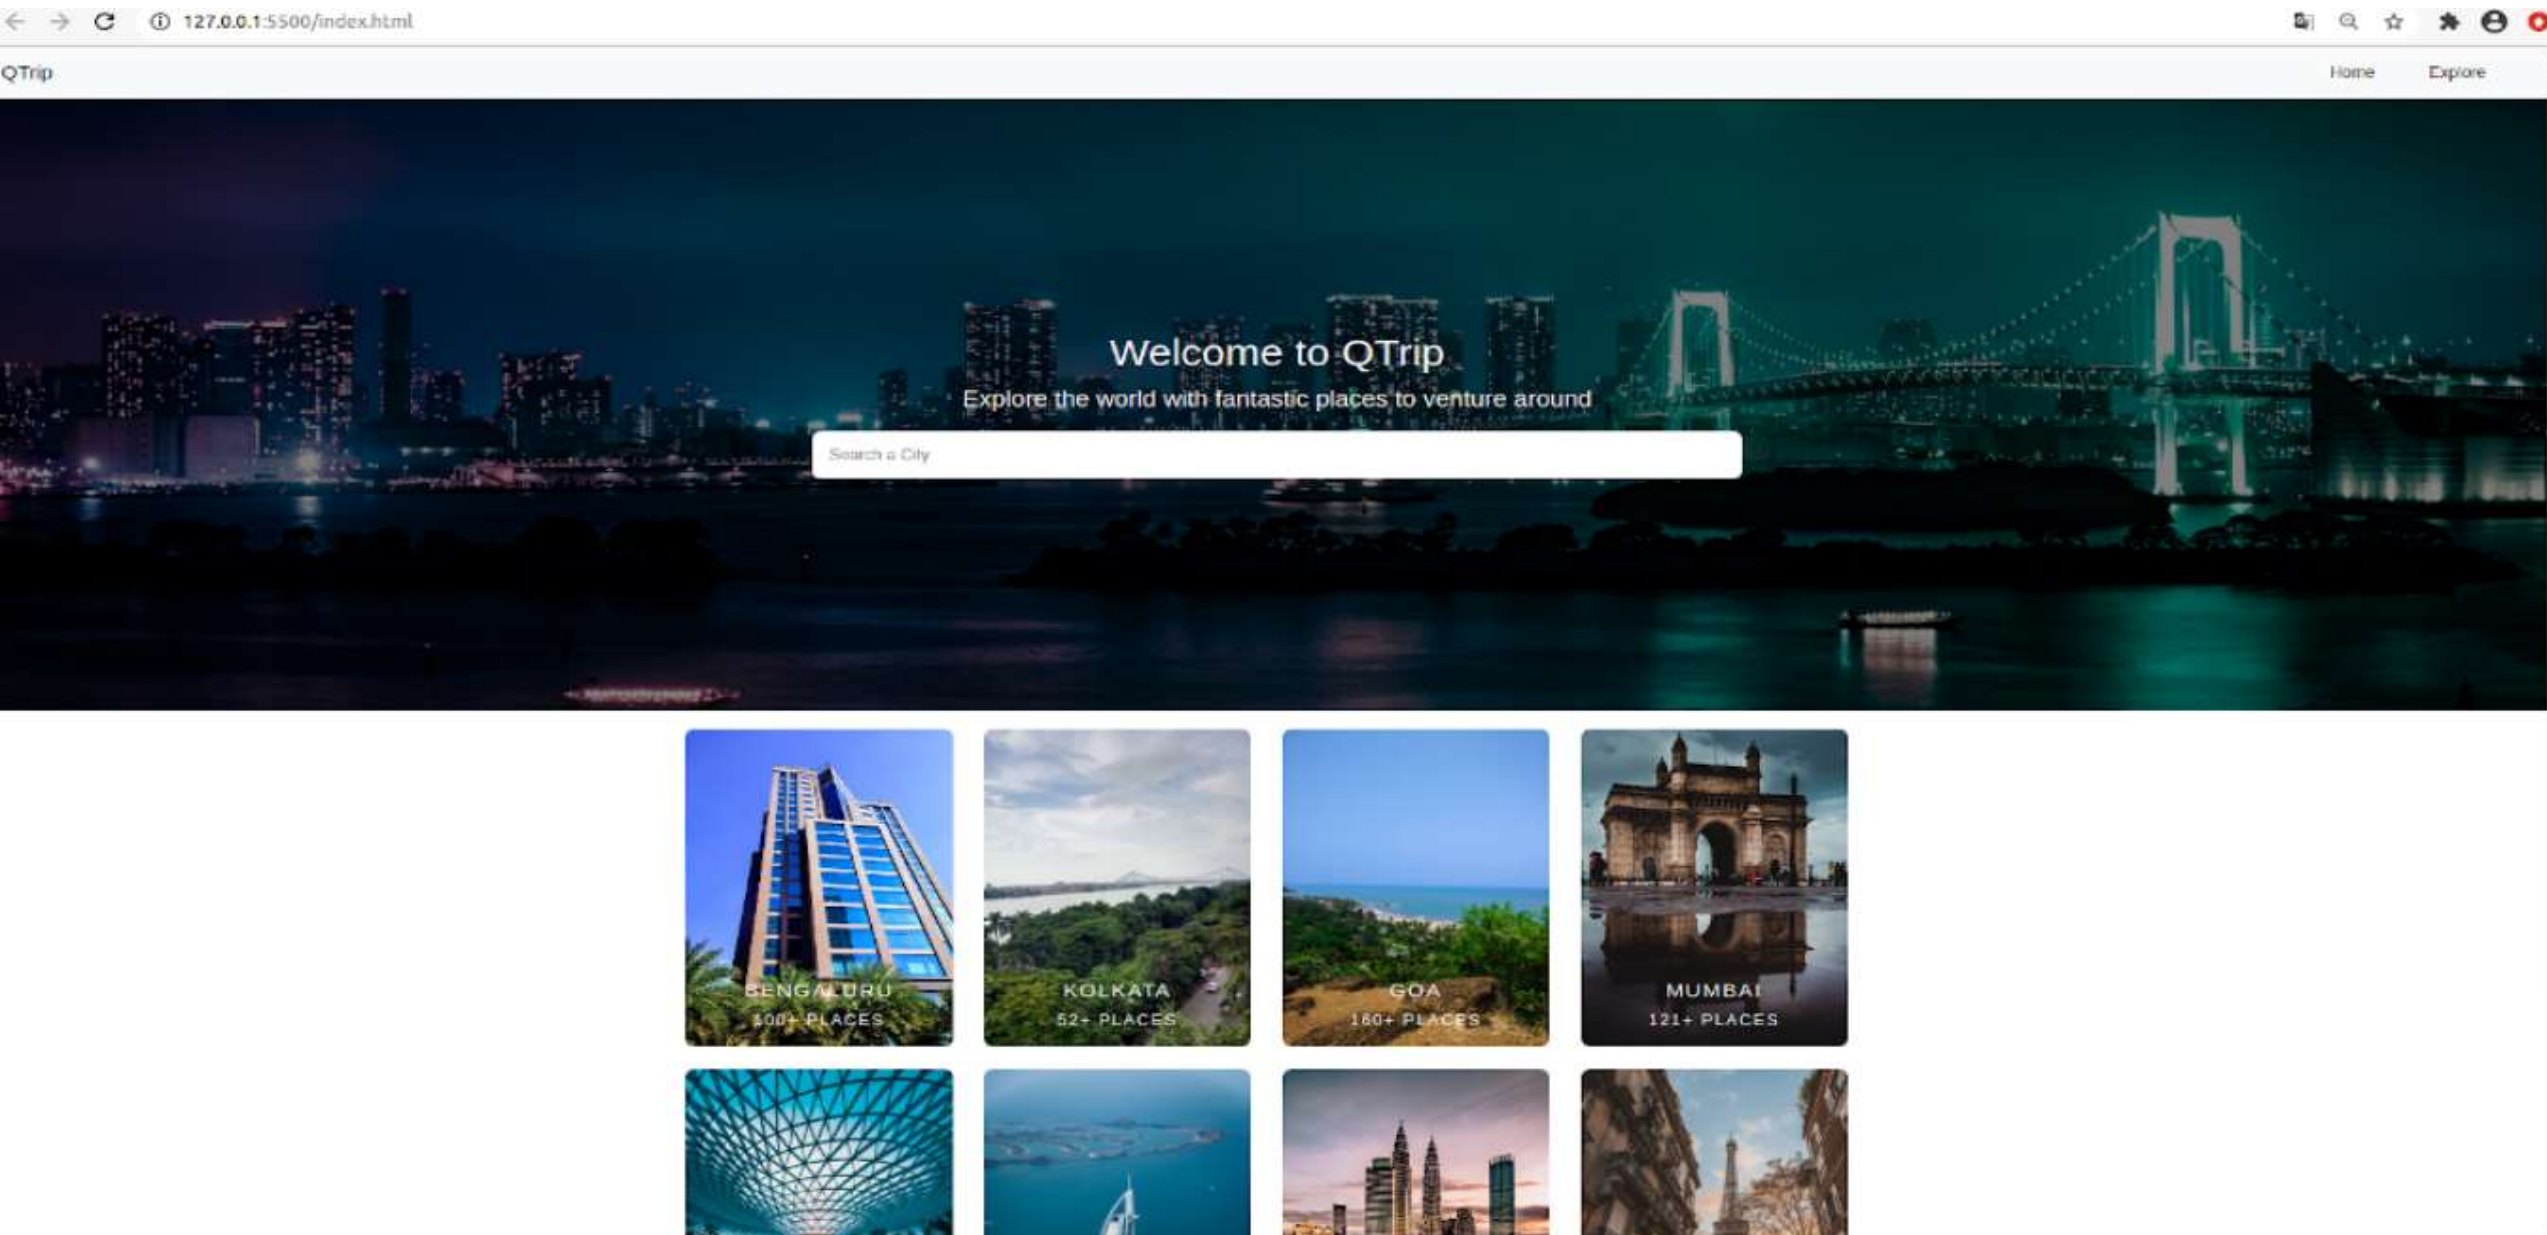 127.0.0.1:5500/index.html
QTrip
Home Explore
Welcome to QTrip
Explore the world with fantastic places to venture around
Search a City
BENGALURU
100+ PLACES
KOLKATA
52+ PLACES
GOA
160+ PLACES
MUMBAI
121+ PLACES